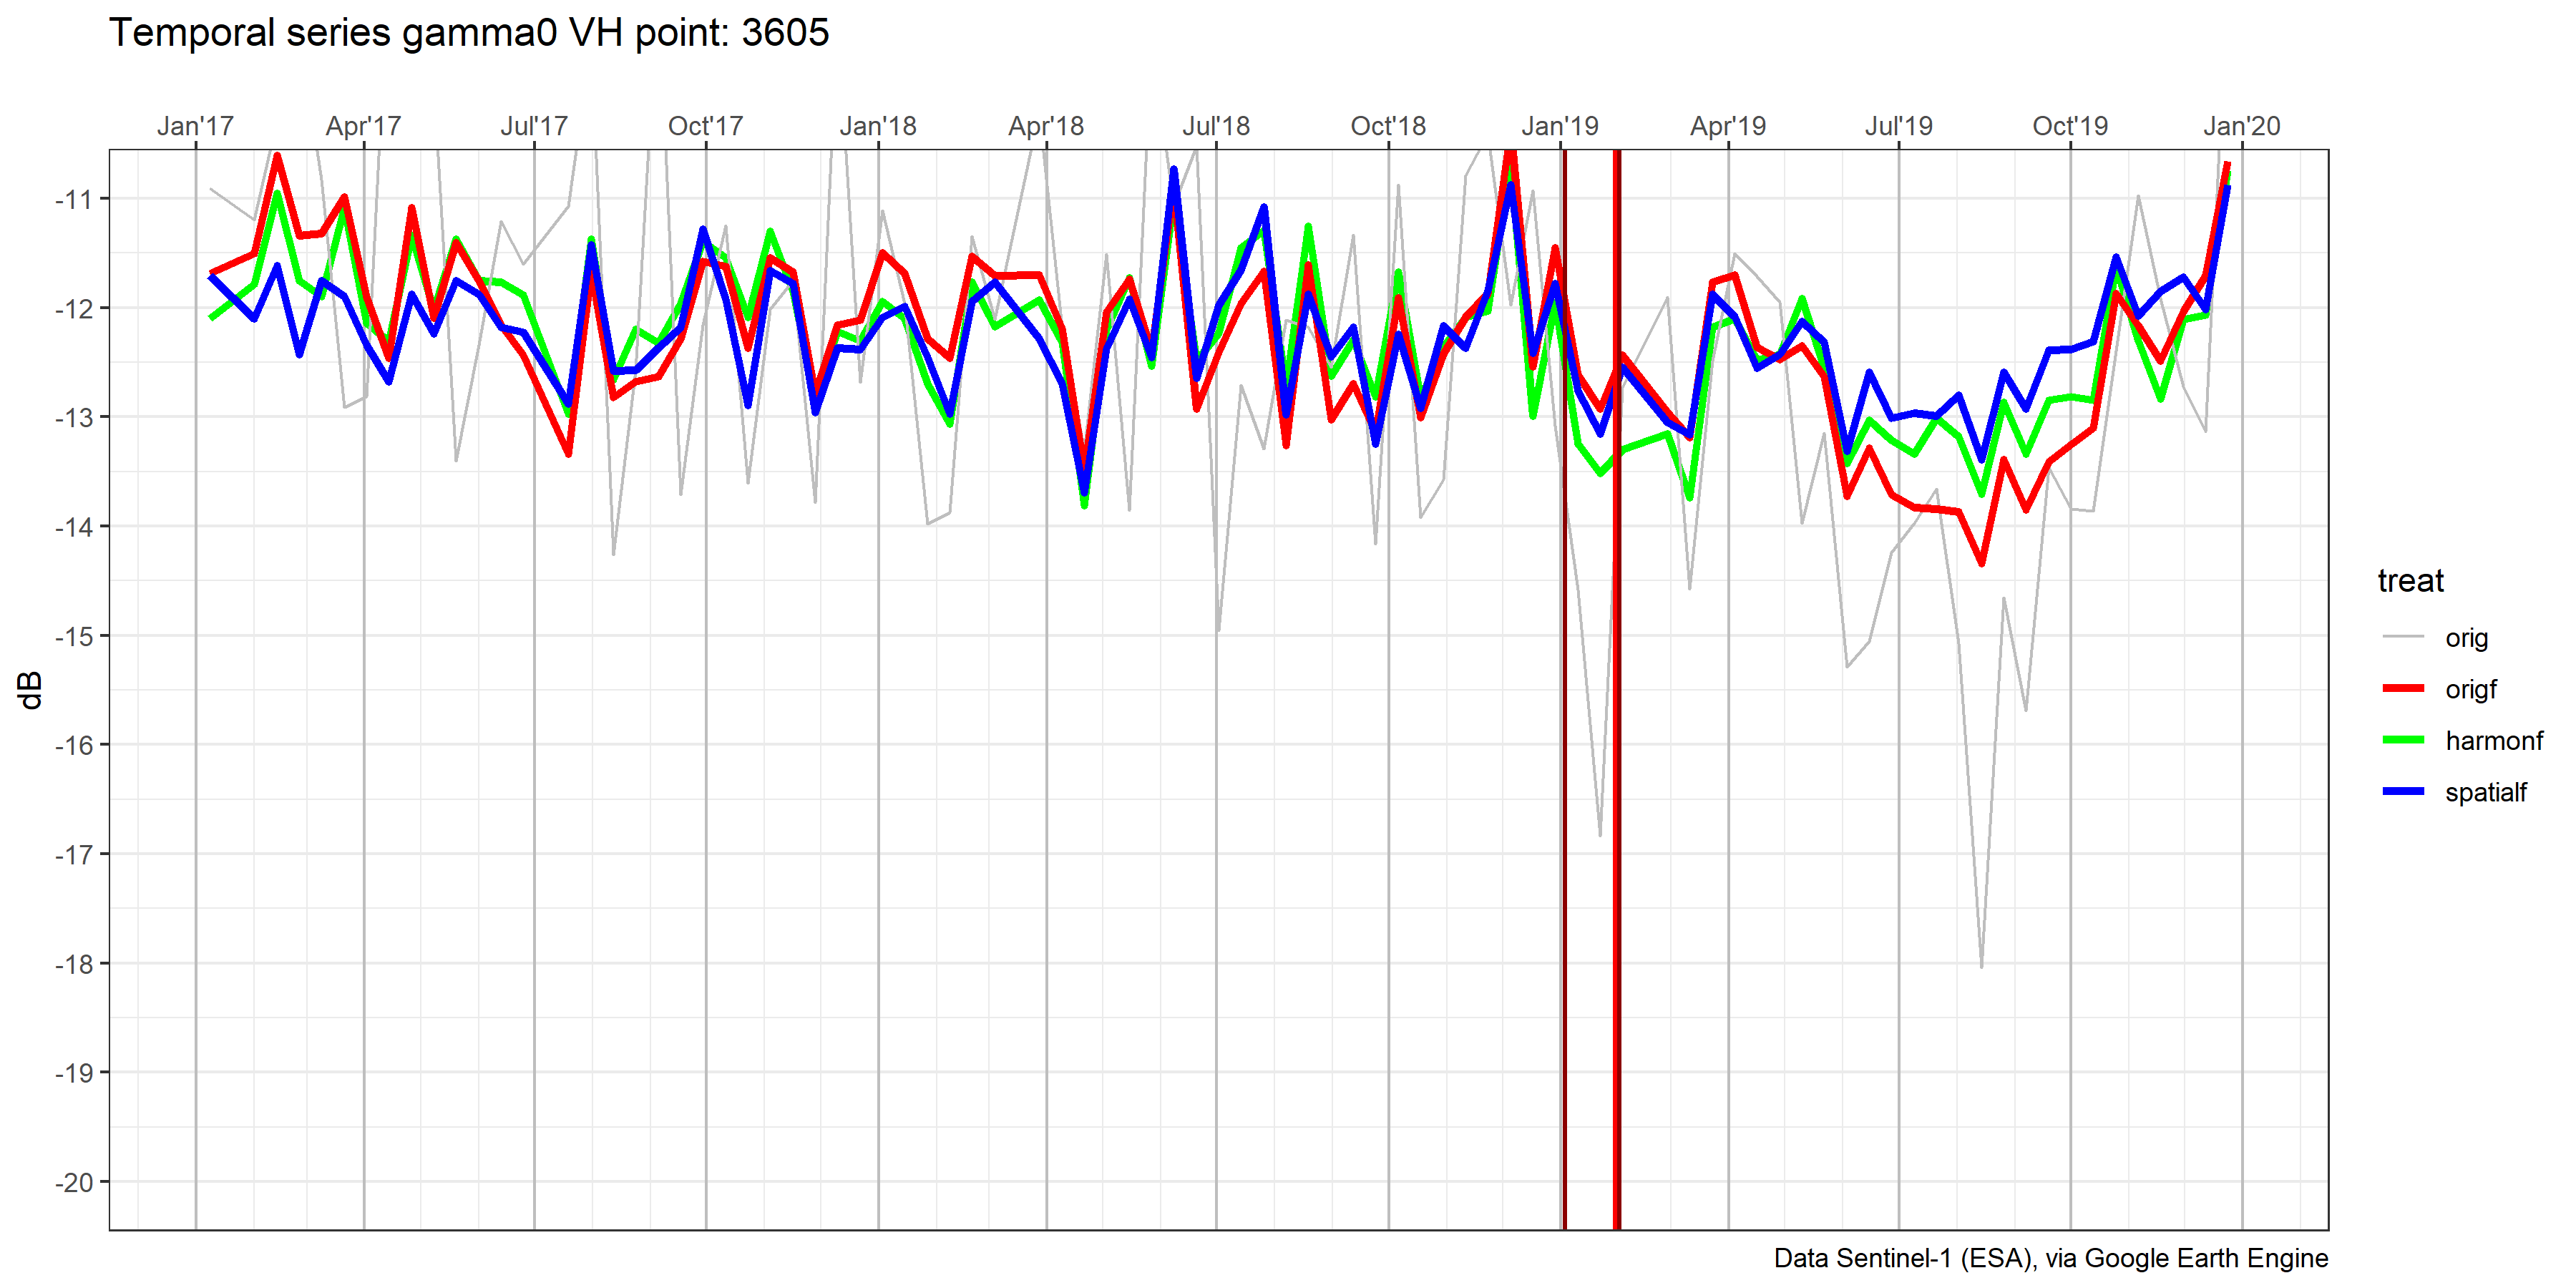 Temporal series gamma0 VH point: 3605
Jan'17 Apr'17 Jul'17 Oct'17 Jan'18 Apr'18 Jul'18 Oct'18 Jan'19 Apr'19 Jul'19 Oct'19 Jan'20
-11
-12
-13
-14
-15
-16
-17
-18
-19
-20
dB
treat
orig
origf
harmonf
spatialf
Data Sentinel-1 (ESA), via Google Earth Engine